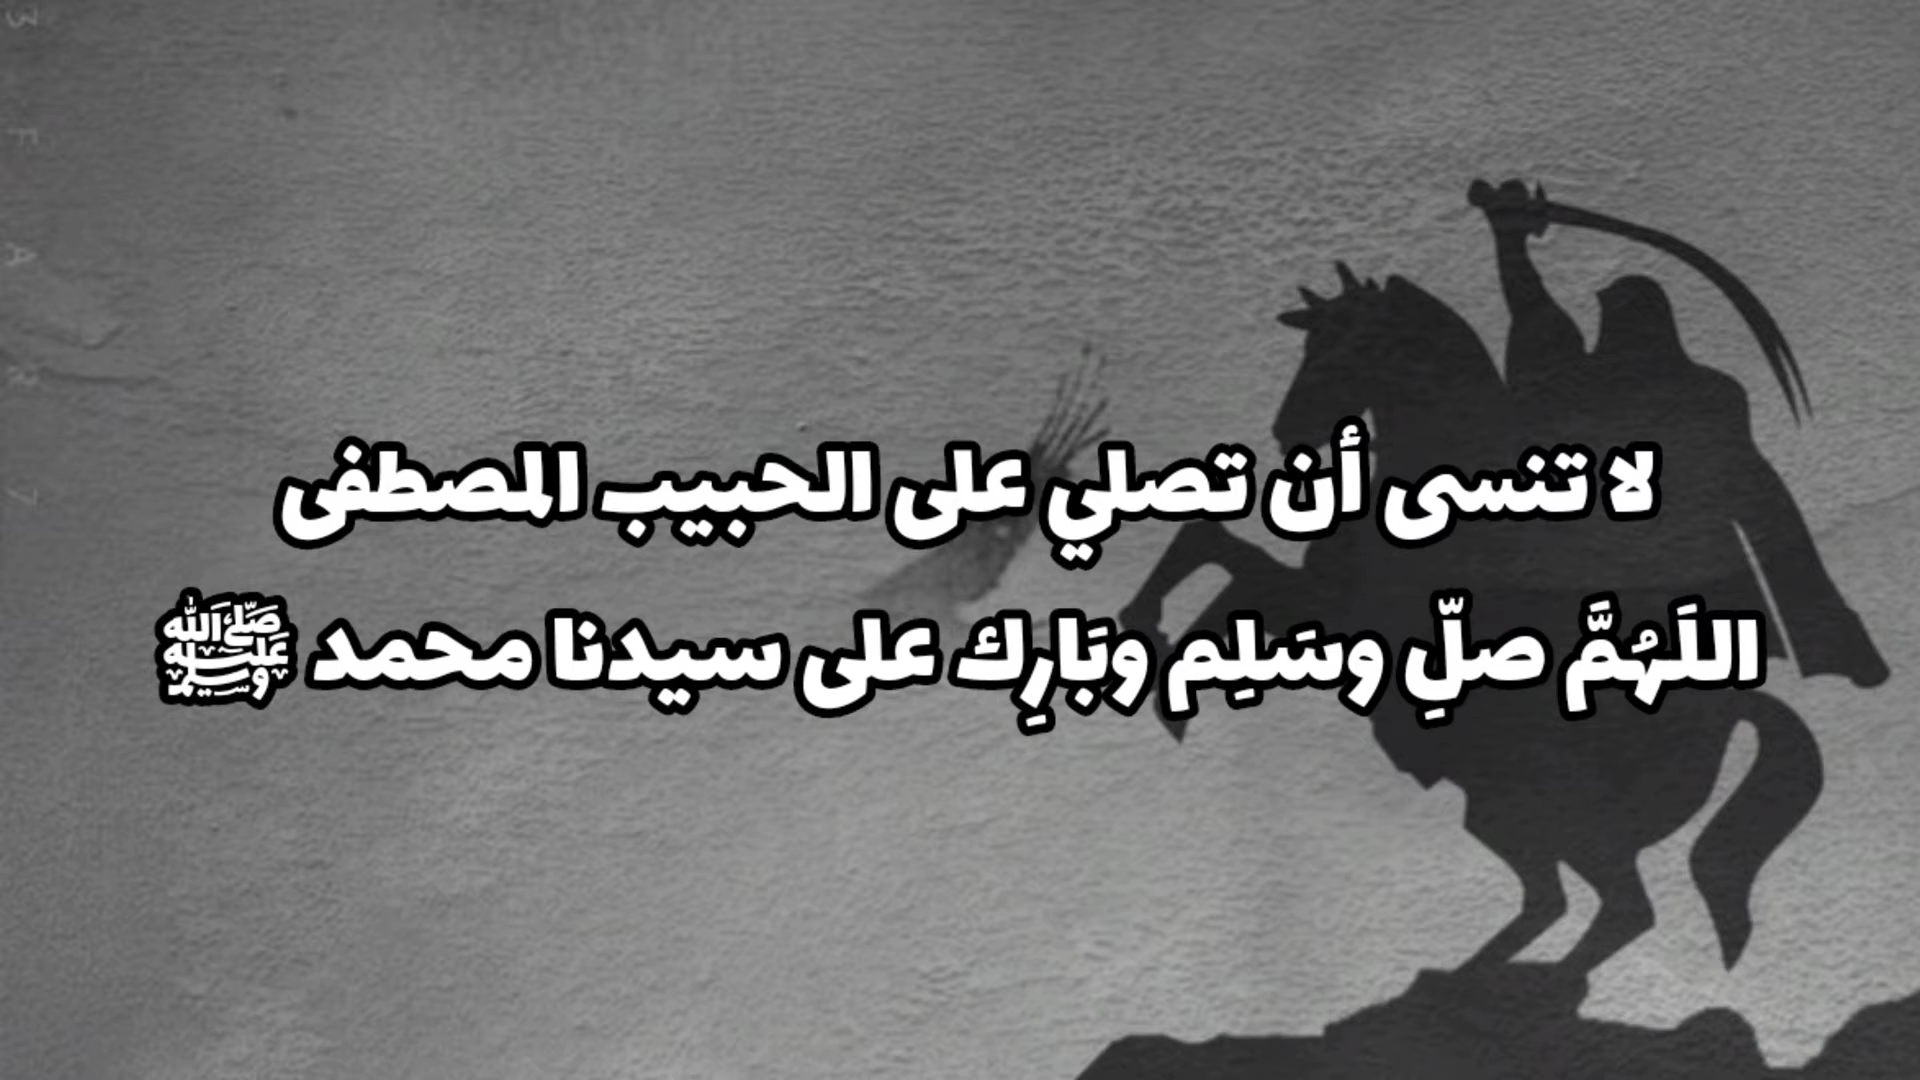 لا تنسى أن تصلي على الحبيب المصطفى
اللَهُمَّ صلِّ وسَلِم وبَارِك على سيدنا محمد ﷺ